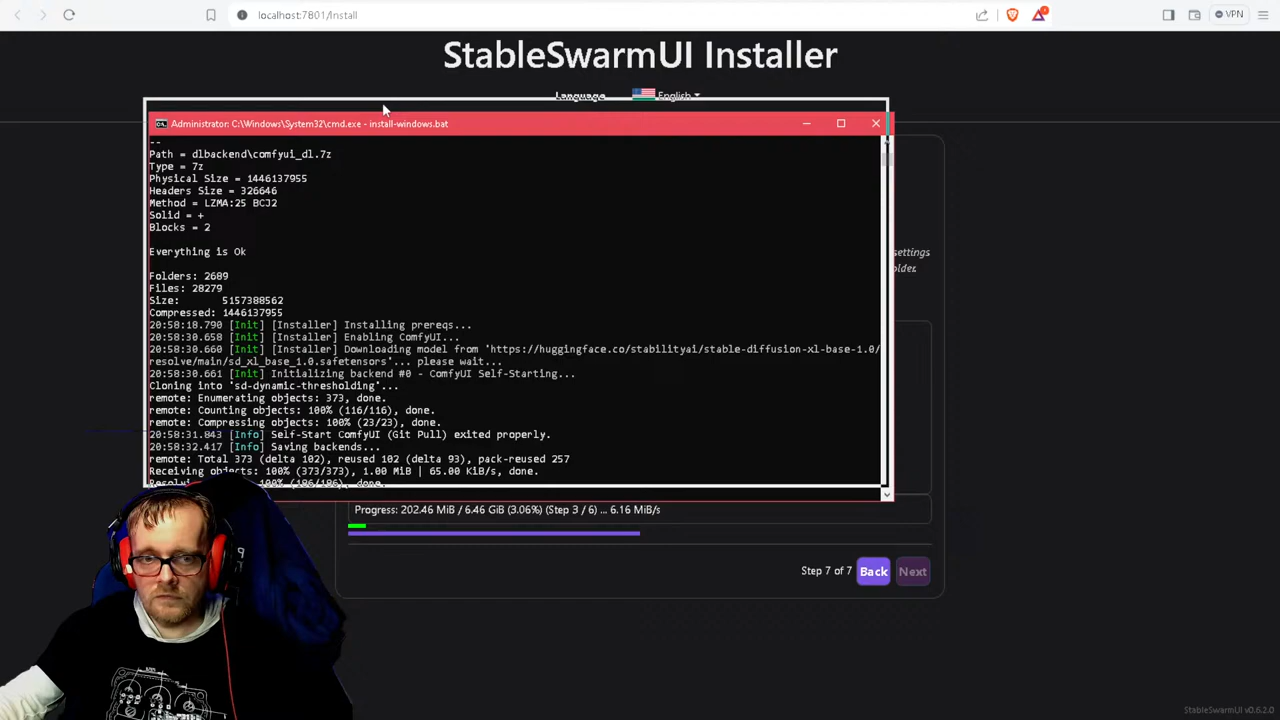 localhost:7801/Install
VPN
StableSwarmUI Installer
Language English
Administrator: C:\Windows\System32\cmd.exe - install-windows.bat
--
Path = dlbackend\comfyui_dl.7z
Type = 7z
Physical Size = 1446137955
Headers Size = 326646
Method = LZMA:25 BCJ2
Solid = +
Blocks = 2
Everything is Ok
Folders: 2609
Files: 28279
Size: 5157388562
Compressed: 1446137955
20:58:18.790 [Init] [Installer] Installing prereqs...
20:58:30.658 [Init] [Installer] Enabling ComfyUI...
20:58:30.660 [Init] [Installer] Downloading model from 'https://huggingface.co/stabilityai/stable-diffusion-xl-base-1.0/
resolve/main/sd_xl_base_1.0.safetensors'... please wait...
20:58:30.661 [Init] Initializing backend #0 - ComfyUI Self-Starting...
Cloning into 'sd-dynamic-thresholding'...
remote: Enumerating objects: 373, done.
remote: Counting objects: 100% (116/116), done.
remote: Compressing objects: 100% (23/23), done.
20:58:31.843 [Info] Self-Start ComfyUI (Git Pull) exited properly.
20:58:32.417 [Info] Saving backends...
remote: Total 373 (delta 102), reused 102 (delta 93), pack-reused 257
Receiving objects: 100% (373/373), 1.00 MiB | 65.00 KiB/s, done.
100% (186/186), done.
settings
Progress: 202.46 MiB / 6.46 GiB (3.06%) (Step 3 / 6) ... 6.16 MiB/s
Step 7 of 7 Back Next
StableSwarmUI v0.6.2.0